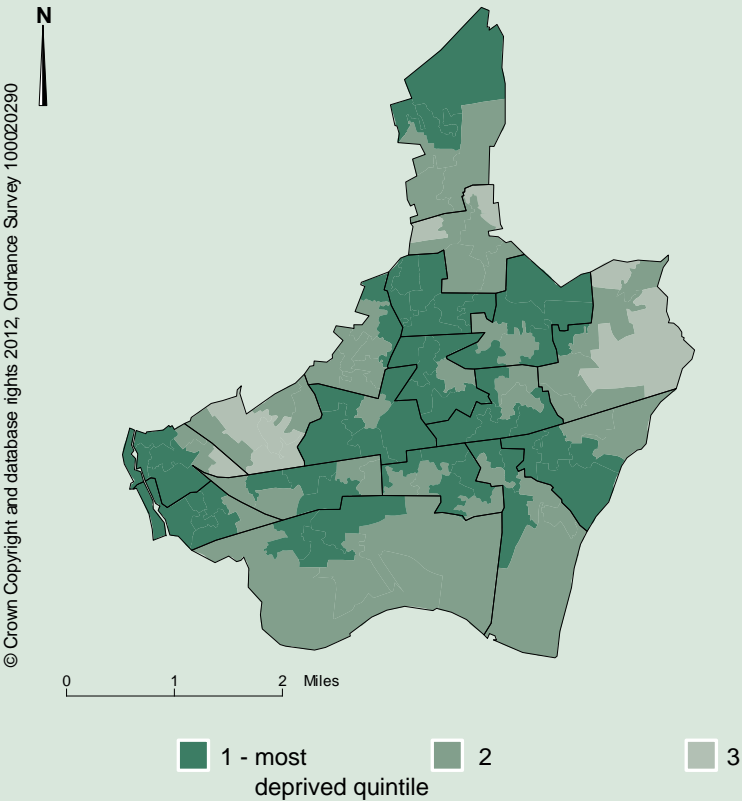 N
© Crown Copyright and database rights 2012, Ordnance Survey 100020290
0 1 2 Miles
1 - most
deprived quintile
2
3